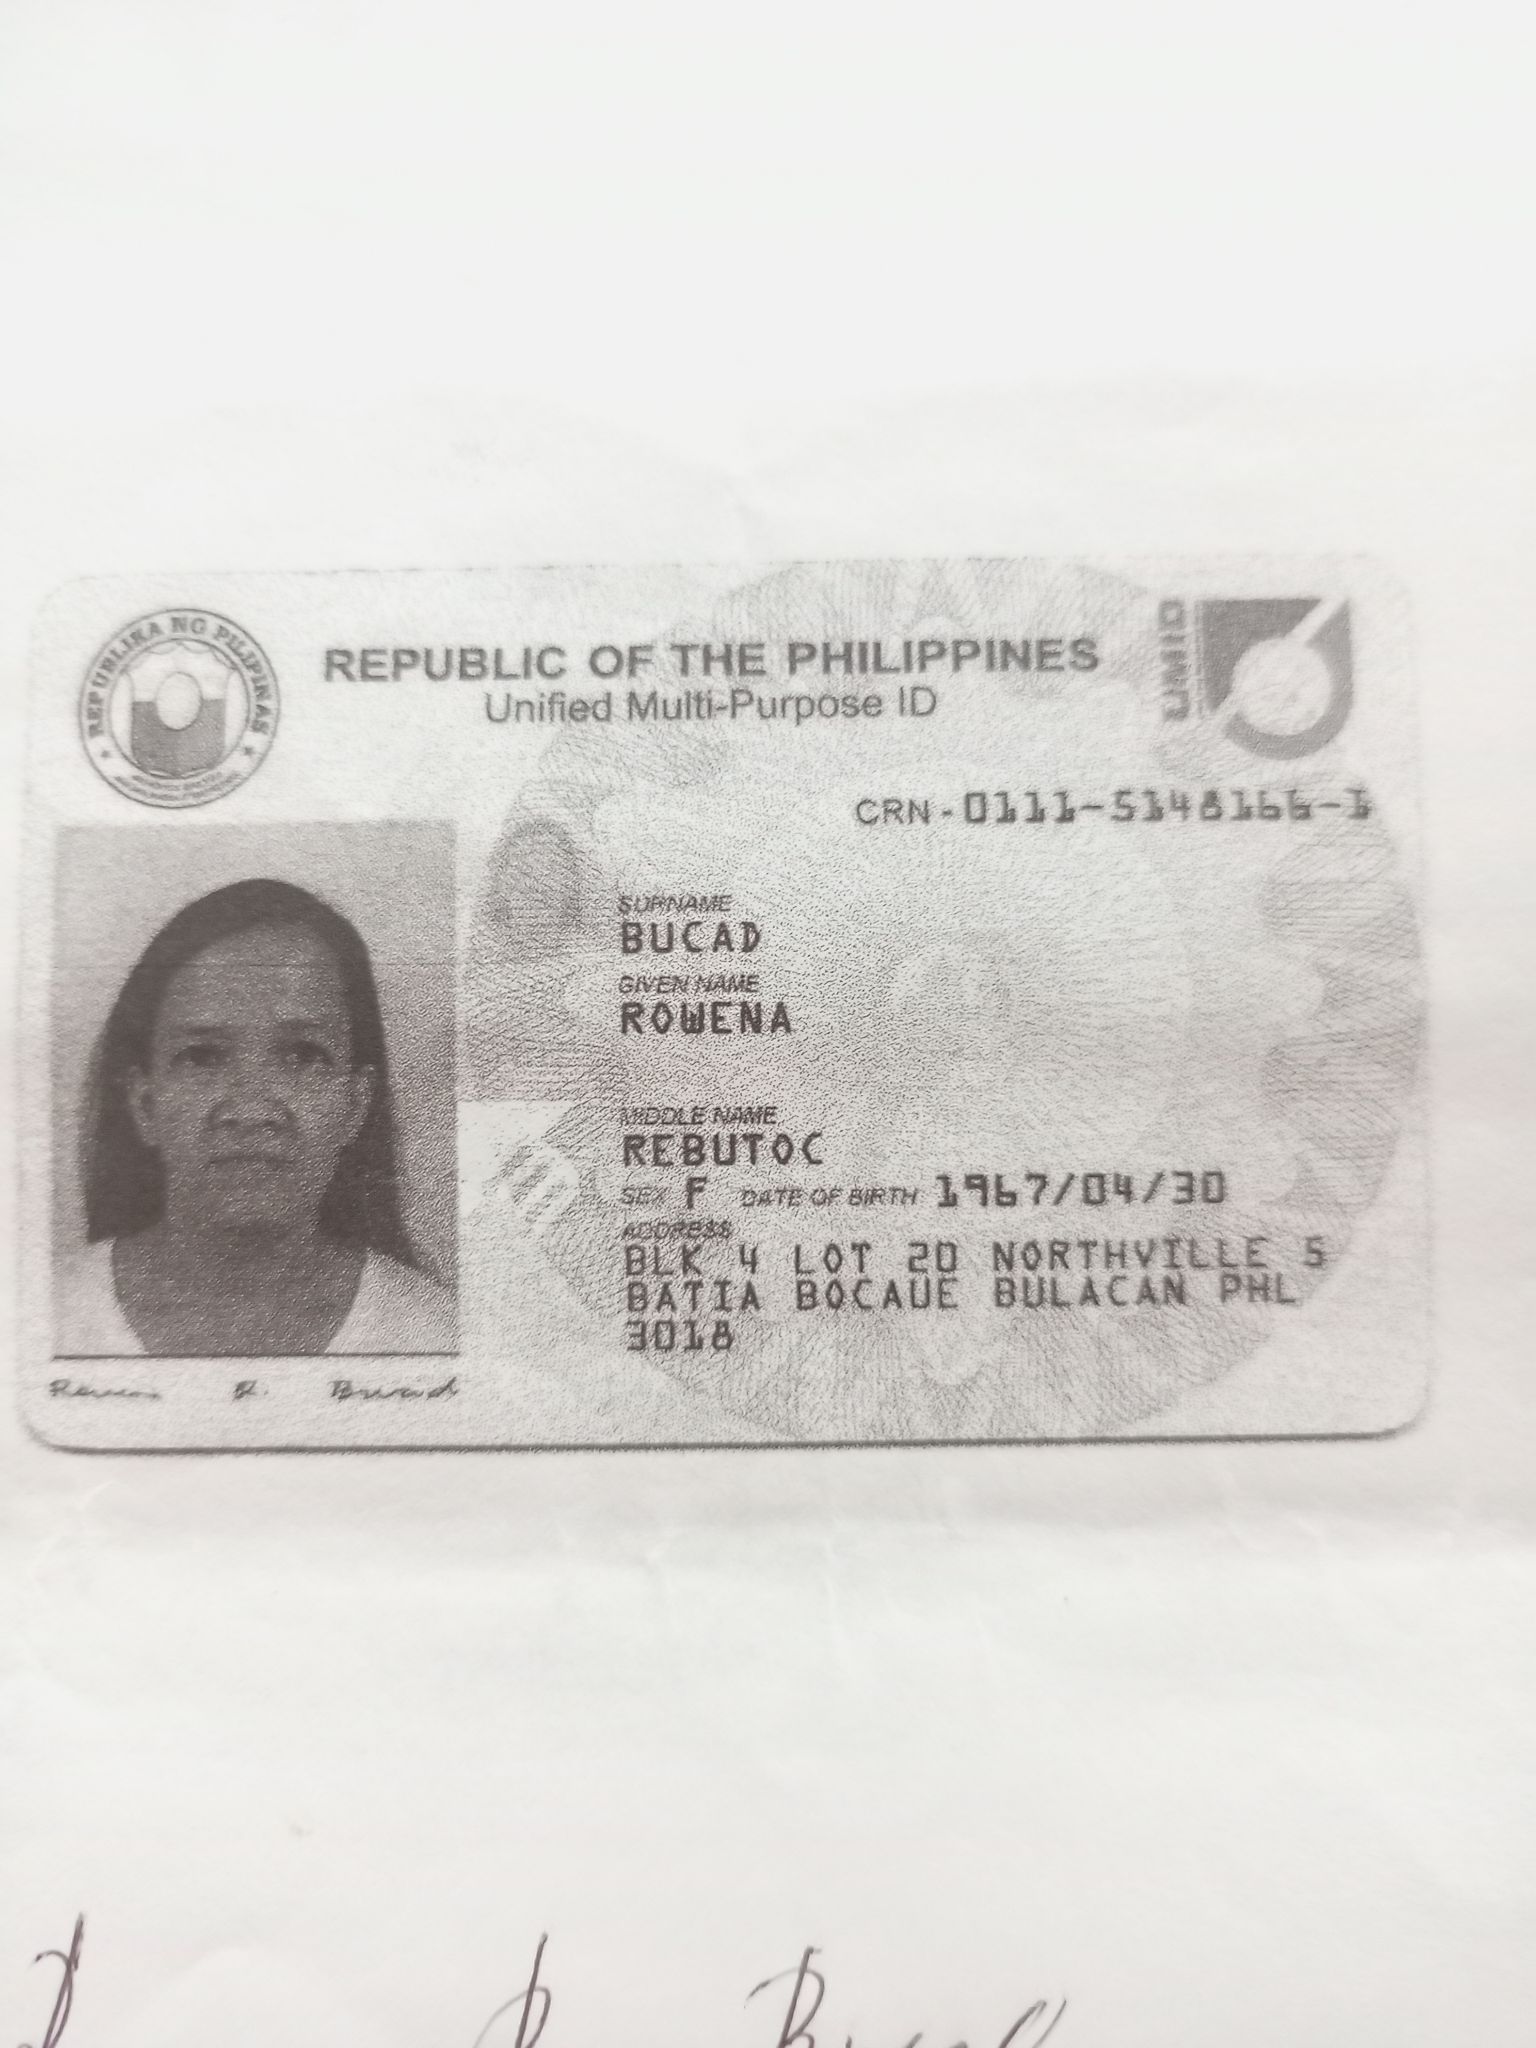 REPUBLIKA NG PILIPINAS
REPUBLIC OF THE PHILIPPINES
Unified Multi-Purpose ID
UMID
CRN - 0111-5148166-1
SURNAME
BUCAD
GIVEN NAME
ROWENA
MIDDLE NAME
REBUTOC
SEX F DATE OF BIRTH 1967/04/30
ADDRESS
BLK 4 LOT 20 NORTHVILLE 5
BATIA BOCAUE BULACAN PHL
3018
R. Bucad